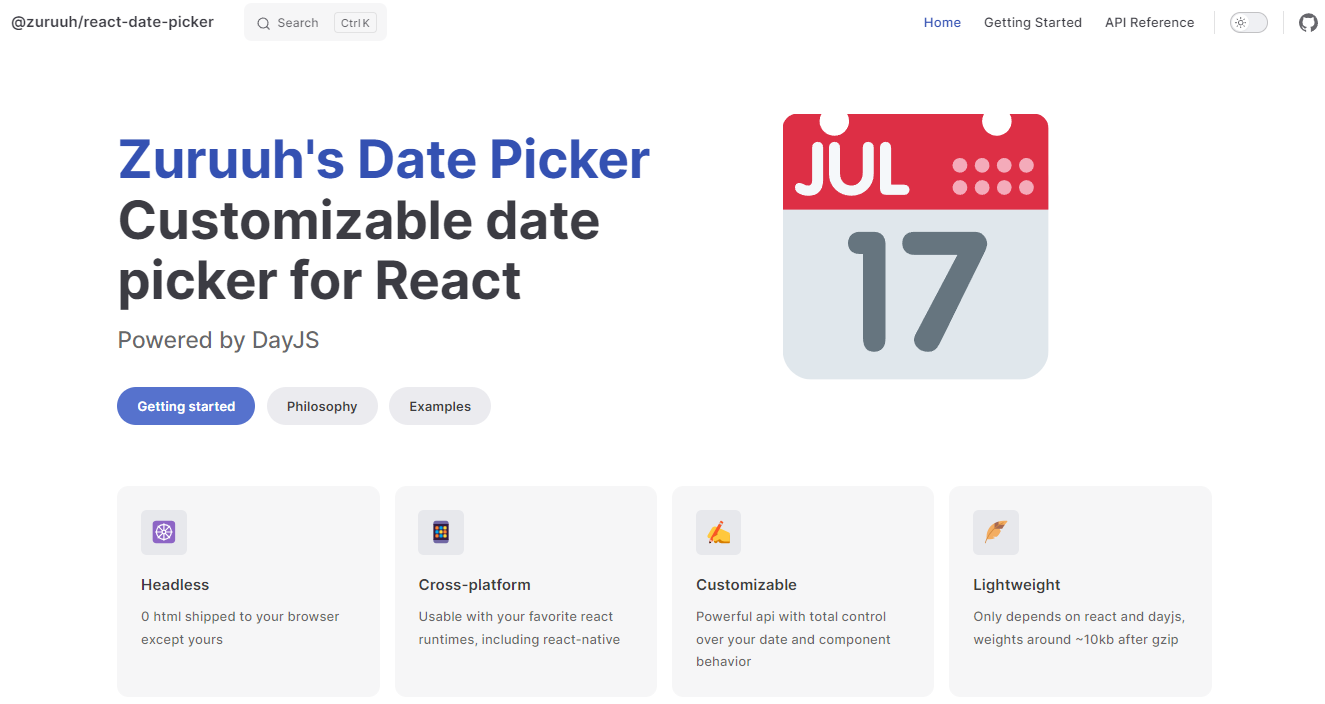 @zuruuh/react-date-picker
Search
Ctrl K
Home
Getting Started
API Reference
Zuruuh's Date Picker
Customizable date
picker for React
Powered by DayJS
Getting started
Philosophy
Examples
JUL
17
Headless
0 html shipped to your browser
except yours
Cross-platform
Usable with your favorite react
runtimes, including react-native
Customizable
Powerful api with total control
over your date and component
behavior
Lightweight
Only depends on react and dayjs,
weights around ~10kb after gzip